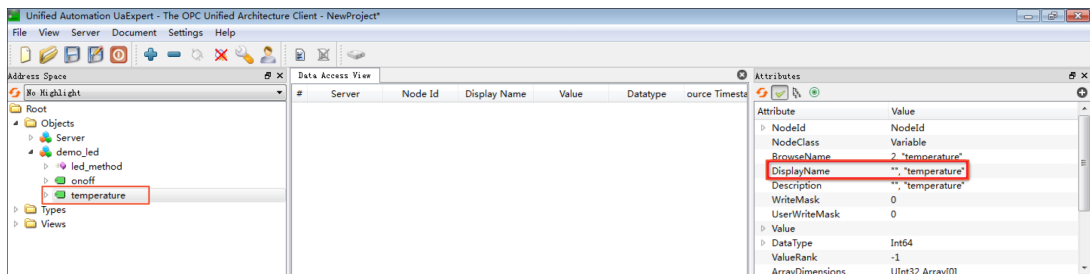 Unified Automation UaExpert - The OPC Unified Architecture Client - NewProject*
File View Server Document Settings Help
Address Space
No Highlight
Root
Objects
Server
demo_led
led_method
onoff
temperature
Types
Views
Data Access View
# Server Node Id Display Name Value Datatype ource Timesta
Attributes
Attribute Value
NodeId NodeId
NodeClass Variable
BrowseName 2, "temperature"
DisplayName "", "temperature"
Description "", "temperature"
WriteMask 0
UserWriteMask 0
Value
DataType Int64
ValueRank -1
ArrayDimensions UInt32 Array[0]